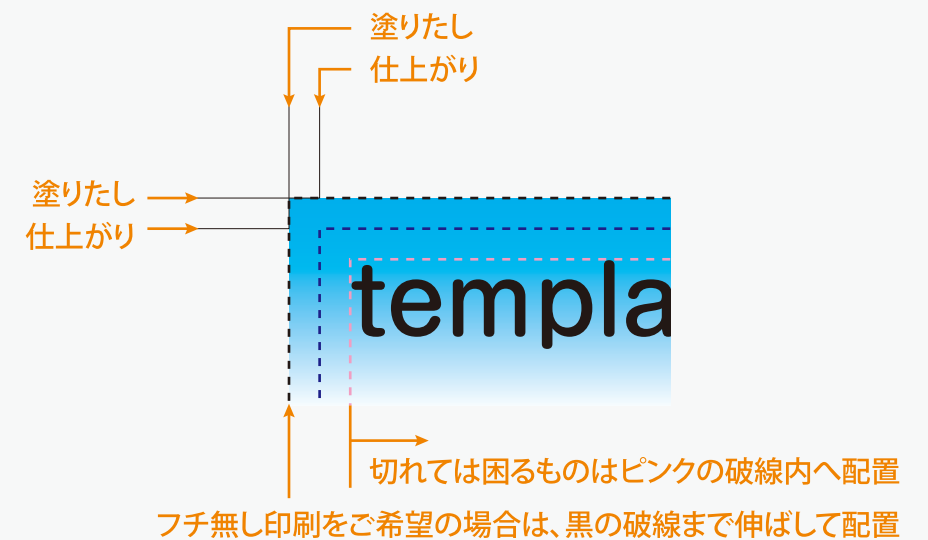 塗りたし
仕上がり
塗りたし
仕上がり
templa
切れては困るものはピンクの破線内へ配置
フチ無し印刷をご希望の場合は、黒の破線まで伸ばして配置